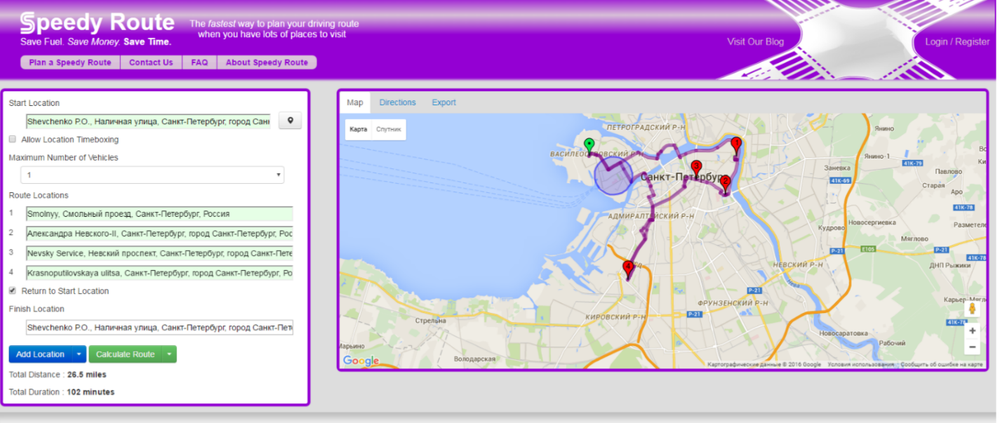 Speedy Route
Save Fuel. Save Money. Save Time.
The fastest way to plan your driving route
when you have lots of places to visit
Visit Our Blog
Login / Register
Plan a Speedy Route
Contact Us
FAQ
About Speedy Route
Start Location
Shevchenko P.O., Наличная улица, Санкт-Петербург, город Санк
Allow Location Timeboxing
Maximum Number of Vehicles
1
Route Locations
1 Smolnyy, Смольный проезд, Санкт-Петербург, Россия
2 Александра Невского-II, Санкт-Петербург, город Санкт-Петербург, Рос
3 Nevsky Service, Невский проспект, Санкт-Петербург, город Санкт-Пете
4 Krasnoputilovskaya ulitsa, Санкт-Петербург, город Санкт-Петербург, Ро
Return to Start Location
Finish Location
Shevchenko P.O., Наличная улица, Санкт-Петербург, город Санкт-Пет
Add Location
Calculate Route
Total Distance : 26.5 miles
Total Duration : 102 minutes
Map
Directions
Export
Карта
Спутник
ПЕТРОГРАДСКИЙ Р-Н
Янино
1
Янино-1
41К-79
Заневка
Павлово
41К-69
Старая
3
Санкт-Петербург
2
41К-78
АДМИРАЛТЕЙСКИЙ Р-Н
Новосергиевка
Кудрово
Разметеле
Мяглово
P-21
E105
P-21
41К-78
4
НЕВСКИЙ Р-Н
ДНП Рыжики
Нева
P-21
ФРУНЗЕНСКИЙ Р-Н
P-21
КИРОВСКИЙ Р-Н
Стрельна
Новосаратовка
Рабочий
Марьино
Володарская
Google
Картографические данные © 2016 Google
Условия использования
Сообщить об ошибке на карте